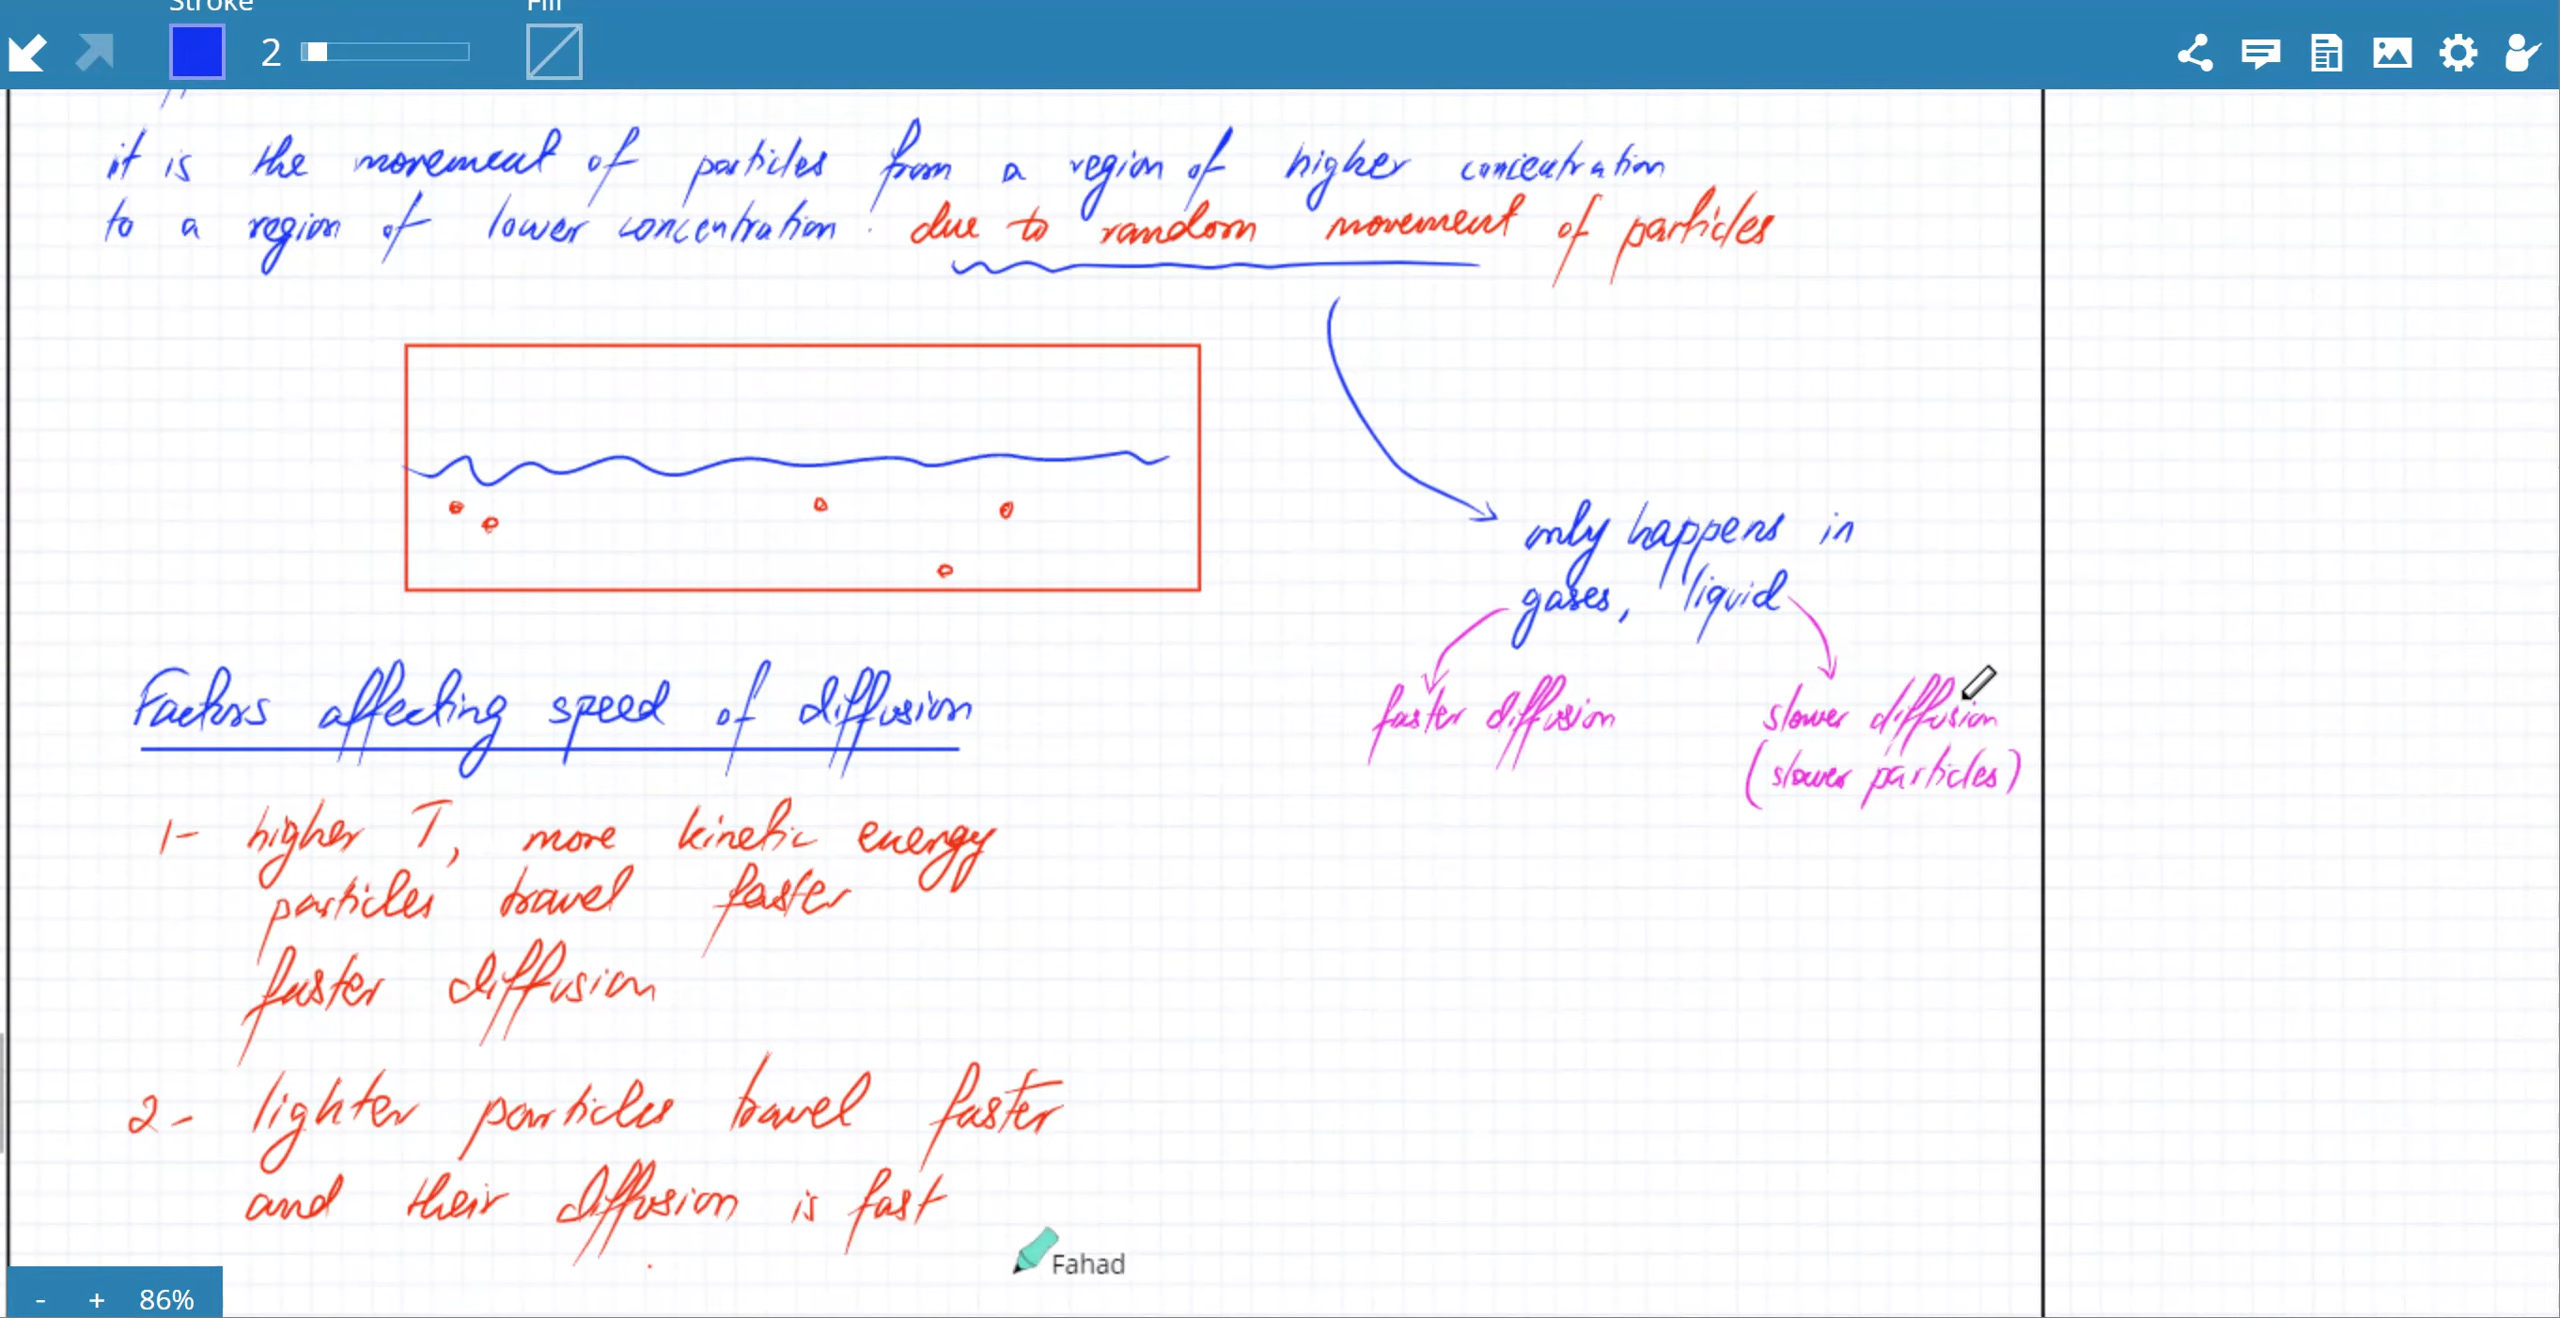 Stroke
Fill
2
it is the movement of particles from a region of higher concentration
to a region of lower concentration . due to random movement of particles
only happens in
gases, liquid
faster diffusion
slower diffusion
(slower particles)
Factors affecting speed of diffusion
1- higher T, more kinetic energy
particles travel faster
faster diffusion
2- lighter particles travel faster
and their diffusion is fast
Fahad
- + 86%